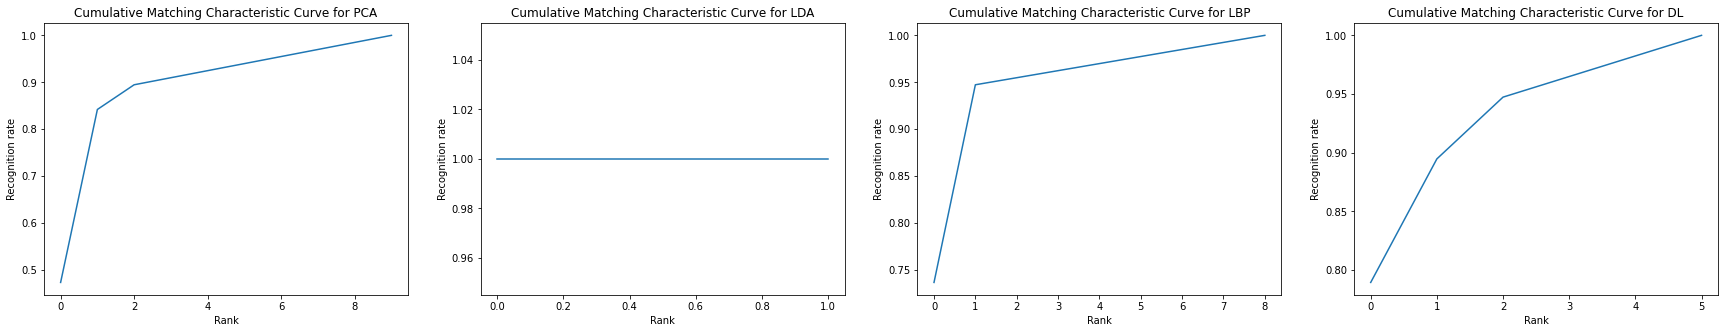 Cumulative Matching Characteristic Curve for PCA
Recognition rate
1.0
0.9
0.8
0.7
0.6
0.5
0 2 4 6 8
Rank
Cumulative Matching Characteristic Curve for LDA
Recognition rate
1.04
1.02
1.00
0.98
0.96
0.0 0.2 0.4 0.6 0.8 1.0
Rank
Cumulative Matching Characteristic Curve for LBP
Recognition rate
1.00
0.95
0.90
0.85
0.80
0.75
0 1 2 3 4 5 6 7 8
Rank
Cumulative Matching Characteristic Curve for DL
Recognition rate
1.00
0.95
0.90
0.85
0.80
0 1 2 3 4 5
Rank